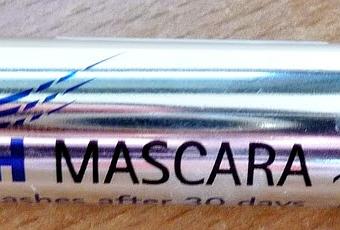 H MASCARA
ashes after 30 days